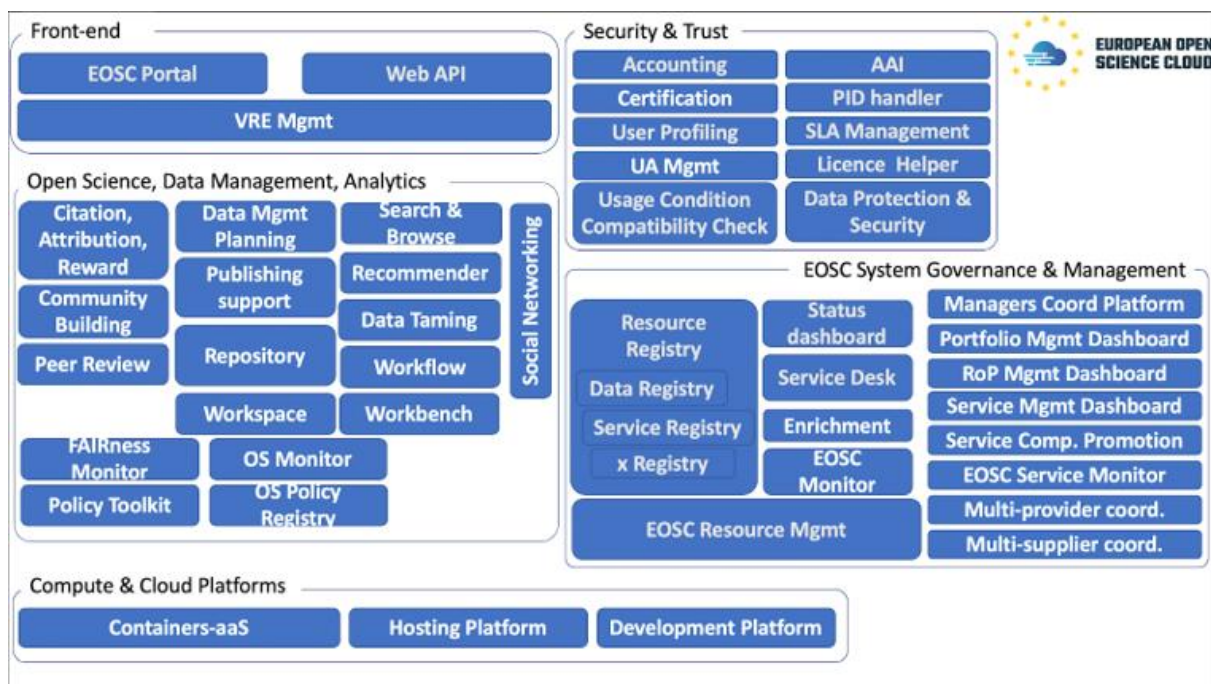 Front-end
EOSC Portal
Web API
VRE Mgmt
Security & Trust
Accounting
AAI
Certification
PID handler
User Profiling
SLA Management
UA Mgmt
Licence Helper
Usage Condition
Compatibility Check
Data Protection &
Security
EUROPEAN OPEN
SCIENCE CLOUD
Open Science, Data Management, Analytics
Citation,
Attribution,
Reward
Community
Building
Peer Review
Data Mgmt
Planning
Publishing
support
Repository
Workspace
Search &
Browse
Recommender
Data Taming
Workflow
Workbench
Social Networking
FAIRness
Monitor
OS Monitor
Policy Toolkit
OS Policy
Registry
EOSC System Governance & Management
Resource
Registry
Data Registry
Service Registry
x Registry
Status
dashboard
Service Desk
Enrichment
EOSC
Monitor
EOSC Resource Mgmt
Managers Coord Platform
Portfolio Mgmt Dashboard
RoP Mgmt Dashboard
Service Mgmt Dashboard
Service Comp. Promotion
EOSC Service Monitor
Multi-provider coord.
Multi-supplier coord.
Compute & Cloud Platforms
Containers-aaS
Hosting Platform
Development Platform